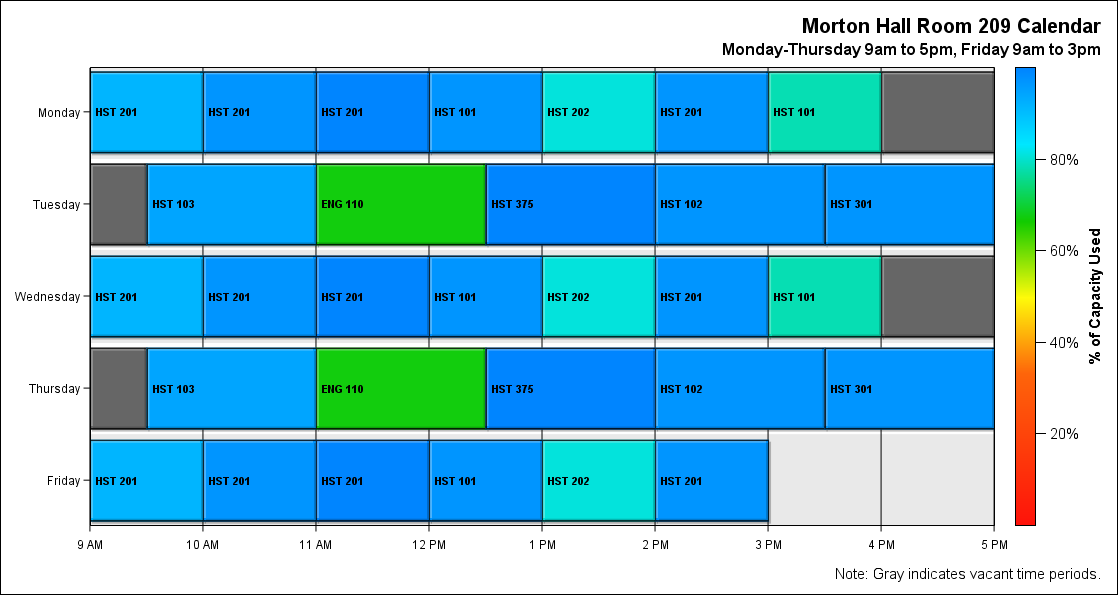 Morton Hall Room 209 Calendar
Monday-Thursday 9am to 5pm, Friday 9am to 3pm
Monday HST 201 HST 201 HST 201 HST 101 HST 202 HST 201 HST 101
Tuesday HST 103 ENG 110 HST 375 HST 102 HST 301
Wednesday HST 201 HST 201 HST 201 HST 101 HST 202 HST 201 HST 101
Thursday HST 103 ENG 110 HST 375 HST 102 HST 301
Friday HST 201 HST 201 HST 201 HST 101 HST 202 HST 201
9 AM 10 AM 11 AM 12 PM 1 PM 2 PM 3 PM 4 PM 5 PM
80%
60%
40%
20%
% of Capacity Used
Note: Gray indicates vacant time periods.